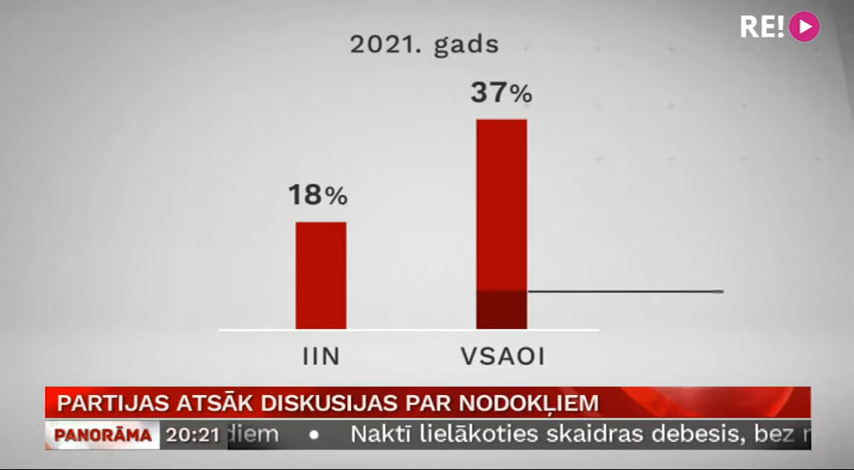 RE!
2021. gads
37%
18%
IIN
VSAOI
PARTIJAS ATSĀK DISKUSIJAS PAR NODOKĻIEM
PANORĀMA 20:21 diem • Naktī lielākoties skaidras debesis, bez